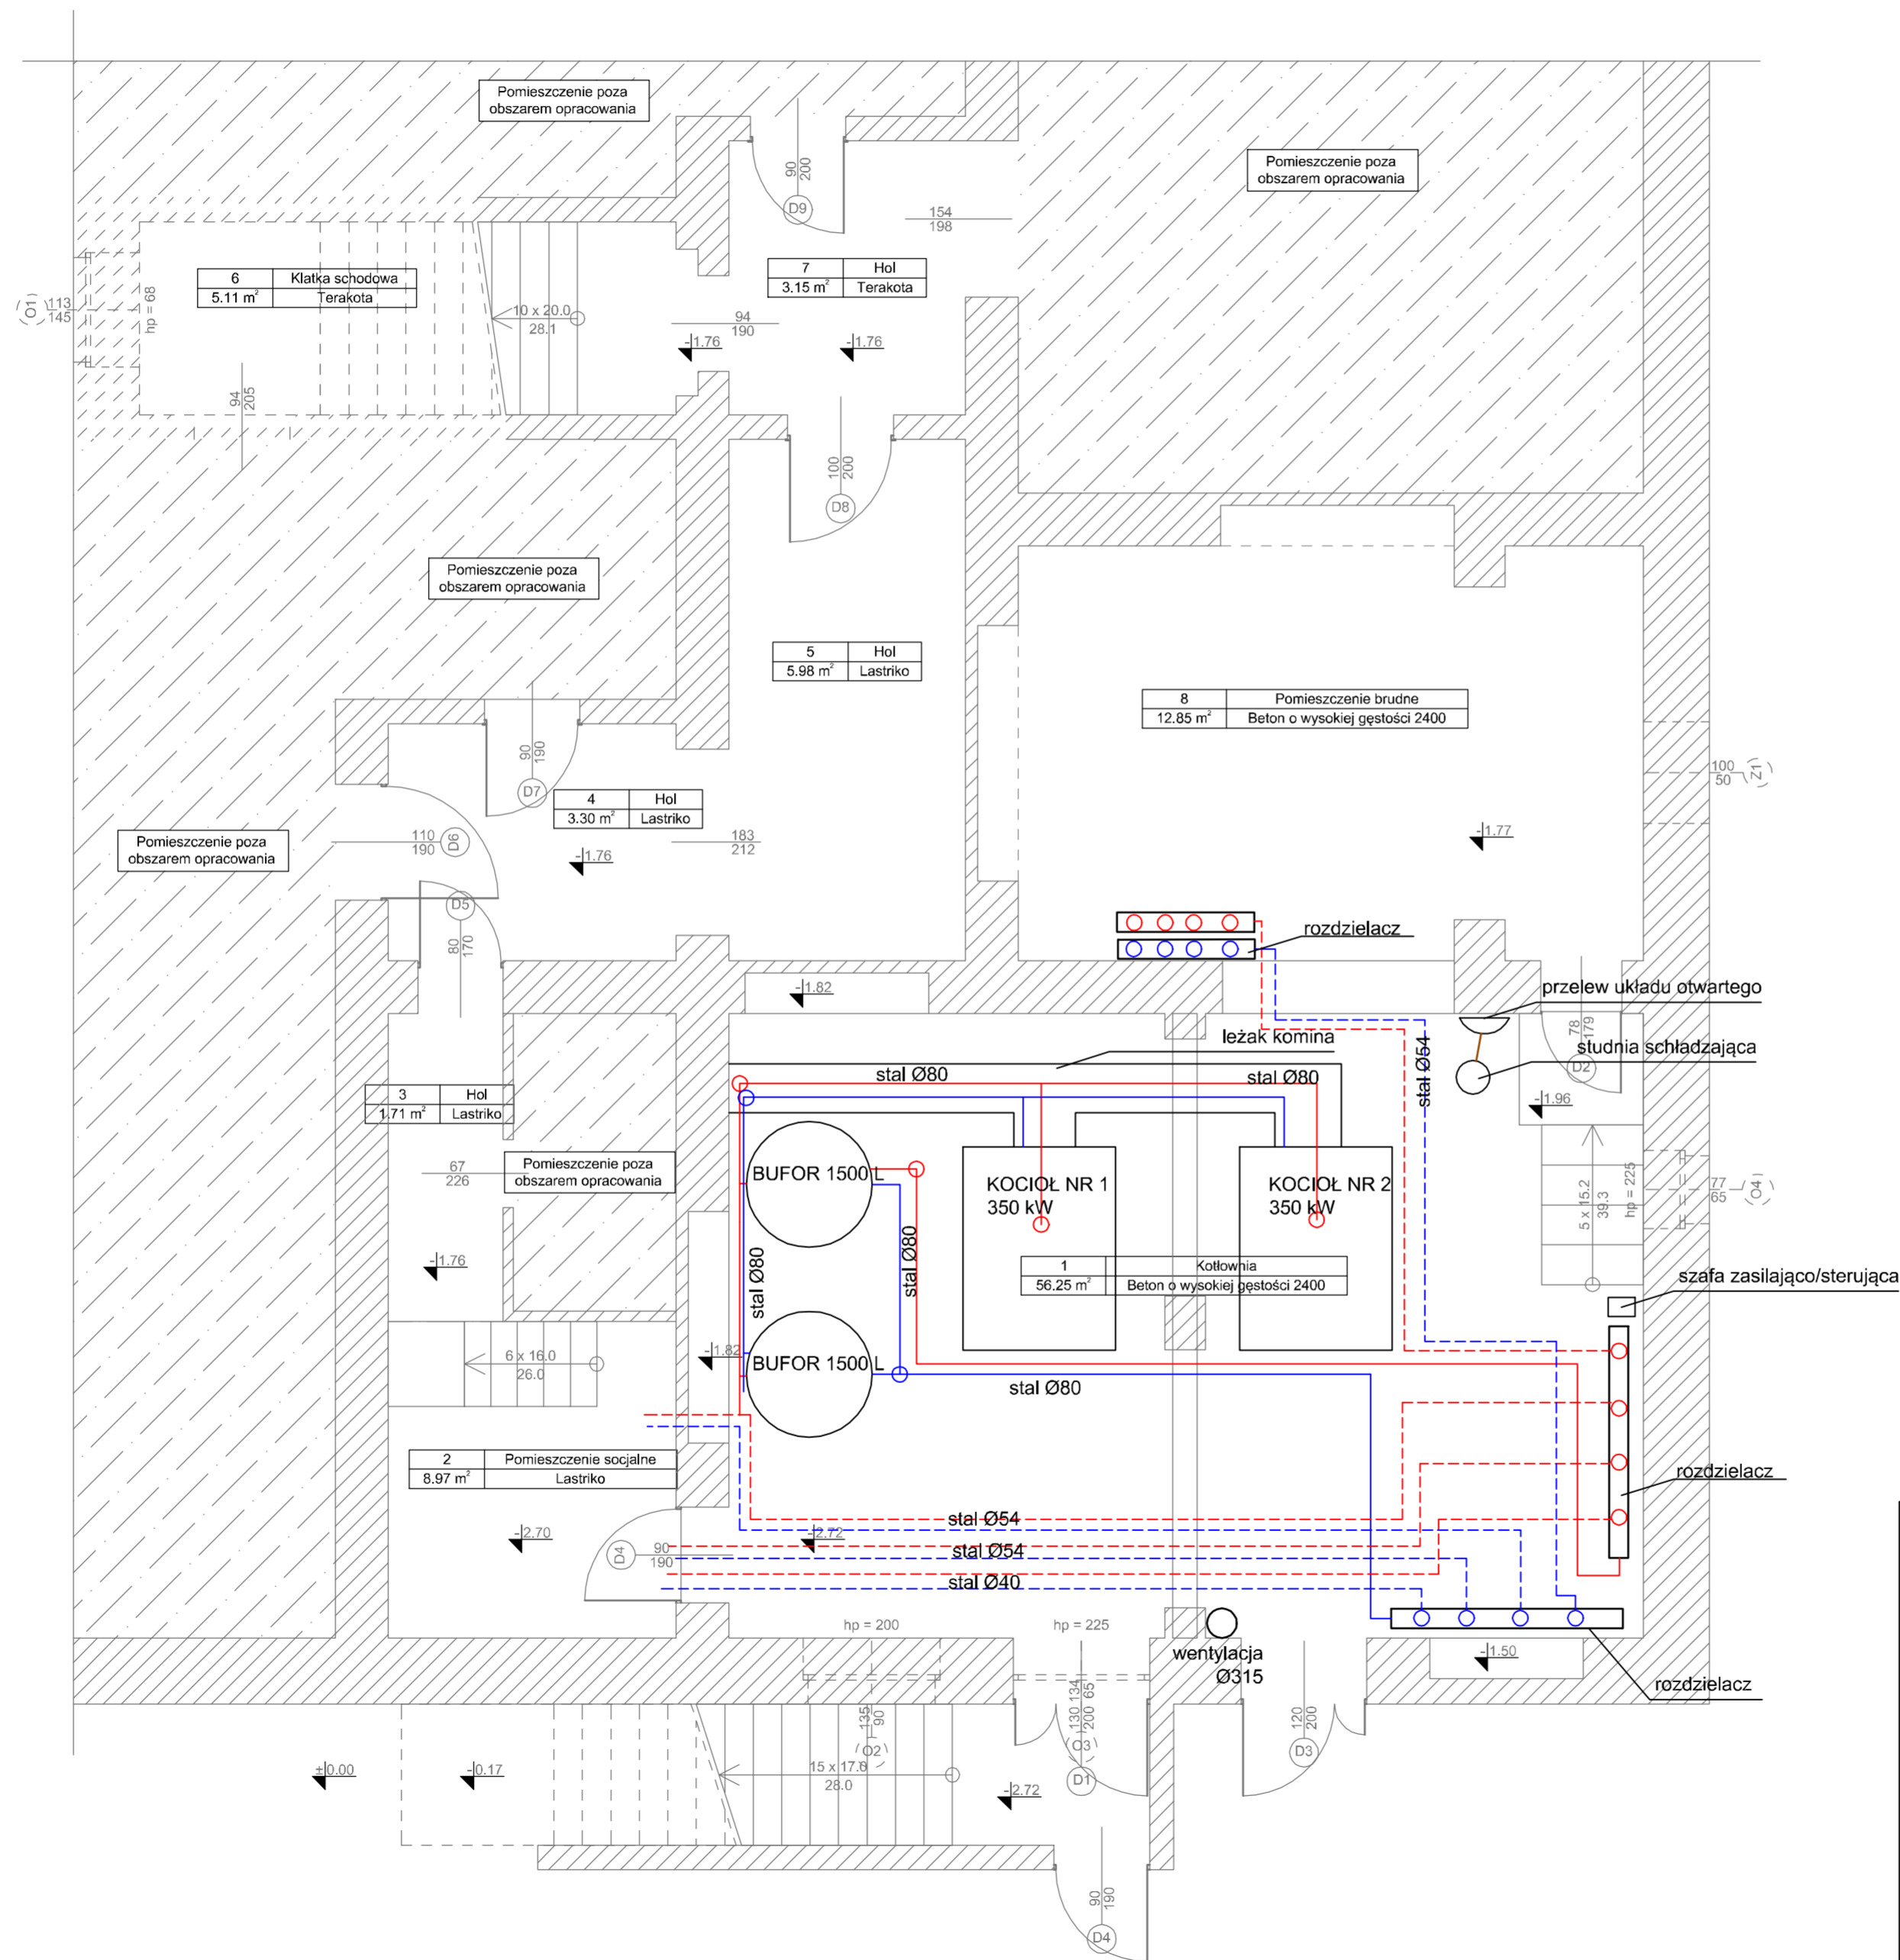 Pomieszczenie poza
obszarem opracowania
Pomieszczenie poza
obszarem opracowania
90
200
D9
154
198
6 Klatka schodowa
5.11 m² Terakota
7 Hol
3.15 m² Terakota
O1
113
145
hp = 68
10 x 20.0
28.1
94
190
-1.76
-1.76
94
205
100
200
D8
Pomieszczenie poza
obszarem opracowania
5 Hol
5.98 m² Lastriko
8 Pomieszczenie brudne
12.85 m² Beton o wysokiej gęstości 2400
90
190
D7
100
50
Z1
4 Hol
3.30 m² Lastriko
Pomieszczenie poza
obszarem opracowania
110
190
D6
183
212
-1.76
-1.77
D5
80
170
rozdzielacz
-1.82
przelew układu otwartego
leżak komina
78
179
D2
studnia schładzająca
stal Ø80
stal Ø80
stal Ø54
3 Hol
1.71 m² Lastriko
-1.96
67
226
Pomieszczenie poza
obszarem opracowania
BUFOR 1500 L
KOCIOŁ NR 1
350 kW
KOCIOŁ NR 2
350 kW
5 x 15.2
39.3
hp = 225
77
65
O4
-1.76
stal Ø80
stal Ø80
1 Kotłownia
56.25 m² Beton o wysokiej gęstości 2400
szafa zasilająco/sterująca
6 x 16.0
26.0
-1.82
BUFOR 1500 L
stal Ø80
2 Pomieszczenie socjalne
8.97 m² Lastriko
rozdzielacz
-2.70
D4
90
190
-2.72
stal Ø54
stal Ø54
stal Ø40
hp = 200
hp = 225
wentylacja
Ø315
-1.50
rozdzielacz
135
90
O2
130 134
200 65
O3
D1
120
200
D3
±0.00
-0.17
15 x 17.0
28.0
-2.72
90
190
D4